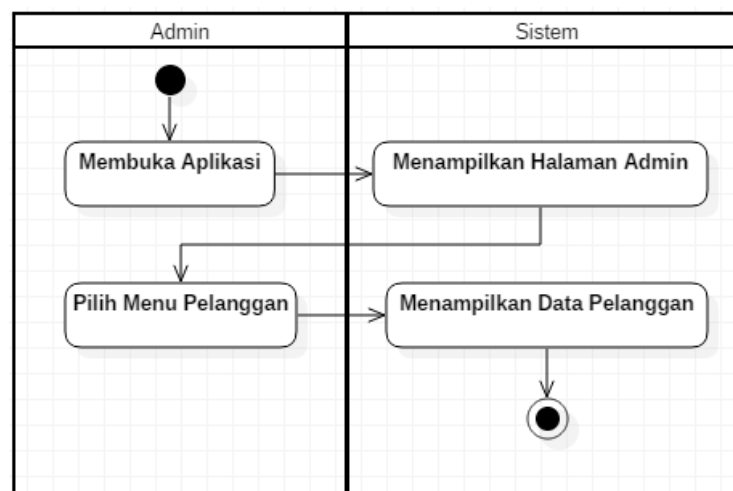 Admin
Sistem
Membuka Aplikasi
Menampilkan Halaman Admin
Pilih Menu Pelanggan
Menampilkan Data Pelanggan